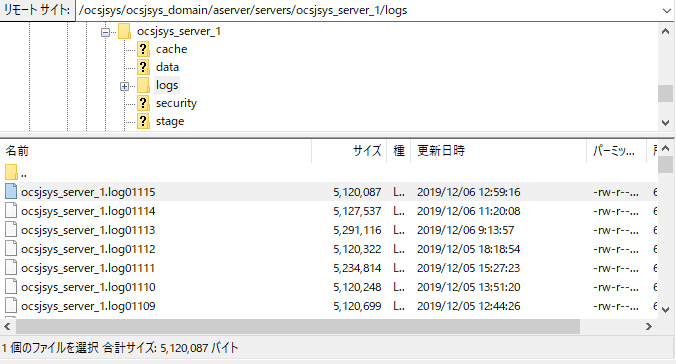 リモート サイト: /ocsjsys/ocsjsys_domain/aserver/servers/ocsjsys_server_1/logs
ocsjsys_server_1
? cache
? data
logs
? security
? stage
名前 サイズ 種 更新日時 パーミッ...
..
ocsjsys_server_1.log01115 5,120,087 L.. 2019/12/06 12:59:16 -rw-r--... 6
ocsjsys_server_1.log01114 5,127,537 L.. 2019/12/06 11:20:08 -rw-r--... 6
ocsjsys_server_1.log01113 5,291,116 L.. 2019/12/06 9:13:57 -rw-r--... 6
ocsjsys_server_1.log01112 5,120,322 L.. 2019/12/05 18:18:54 -rw-r--... 6
ocsjsys_server_1.log01111 5,234,814 L.. 2019/12/05 15:27:23 -rw-r--... 6
ocsjsys_server_1.log01110 5,120,248 L.. 2019/12/05 13:51:20 -rw-r--... 6
ocsjsys_server_1.log01109 5,120,699 L.. 2019/12/05 12:44:26 -rw-r--... 6
1 個のファイルを選択 合計サイズ: 5,120,087 バイト